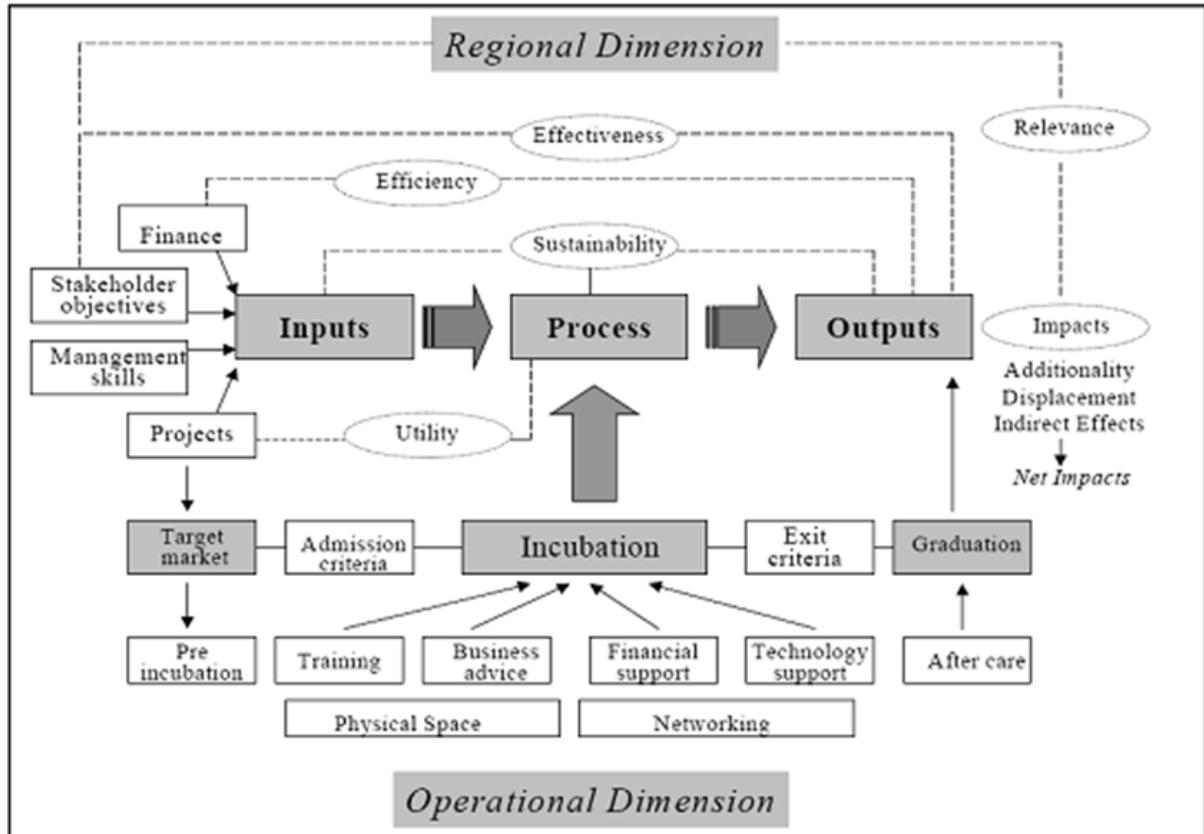 Regional Dimension
Effectiveness
Relevance
Efficiency
Finance
Sustainability
Stakeholder
objectives
Inputs
Process
Outputs
Impacts
Management
skills
Additionality
Displacement
Indirect Effects
Projects
Utility
Net Impacts
Target
market
Admission
criteria
Incubation
Exit
criteria
Graduation
Pre
incubation
Training
Business
advice
Financial
support
Technology
support
After care
Physical Space
Networking
Operational Dimension